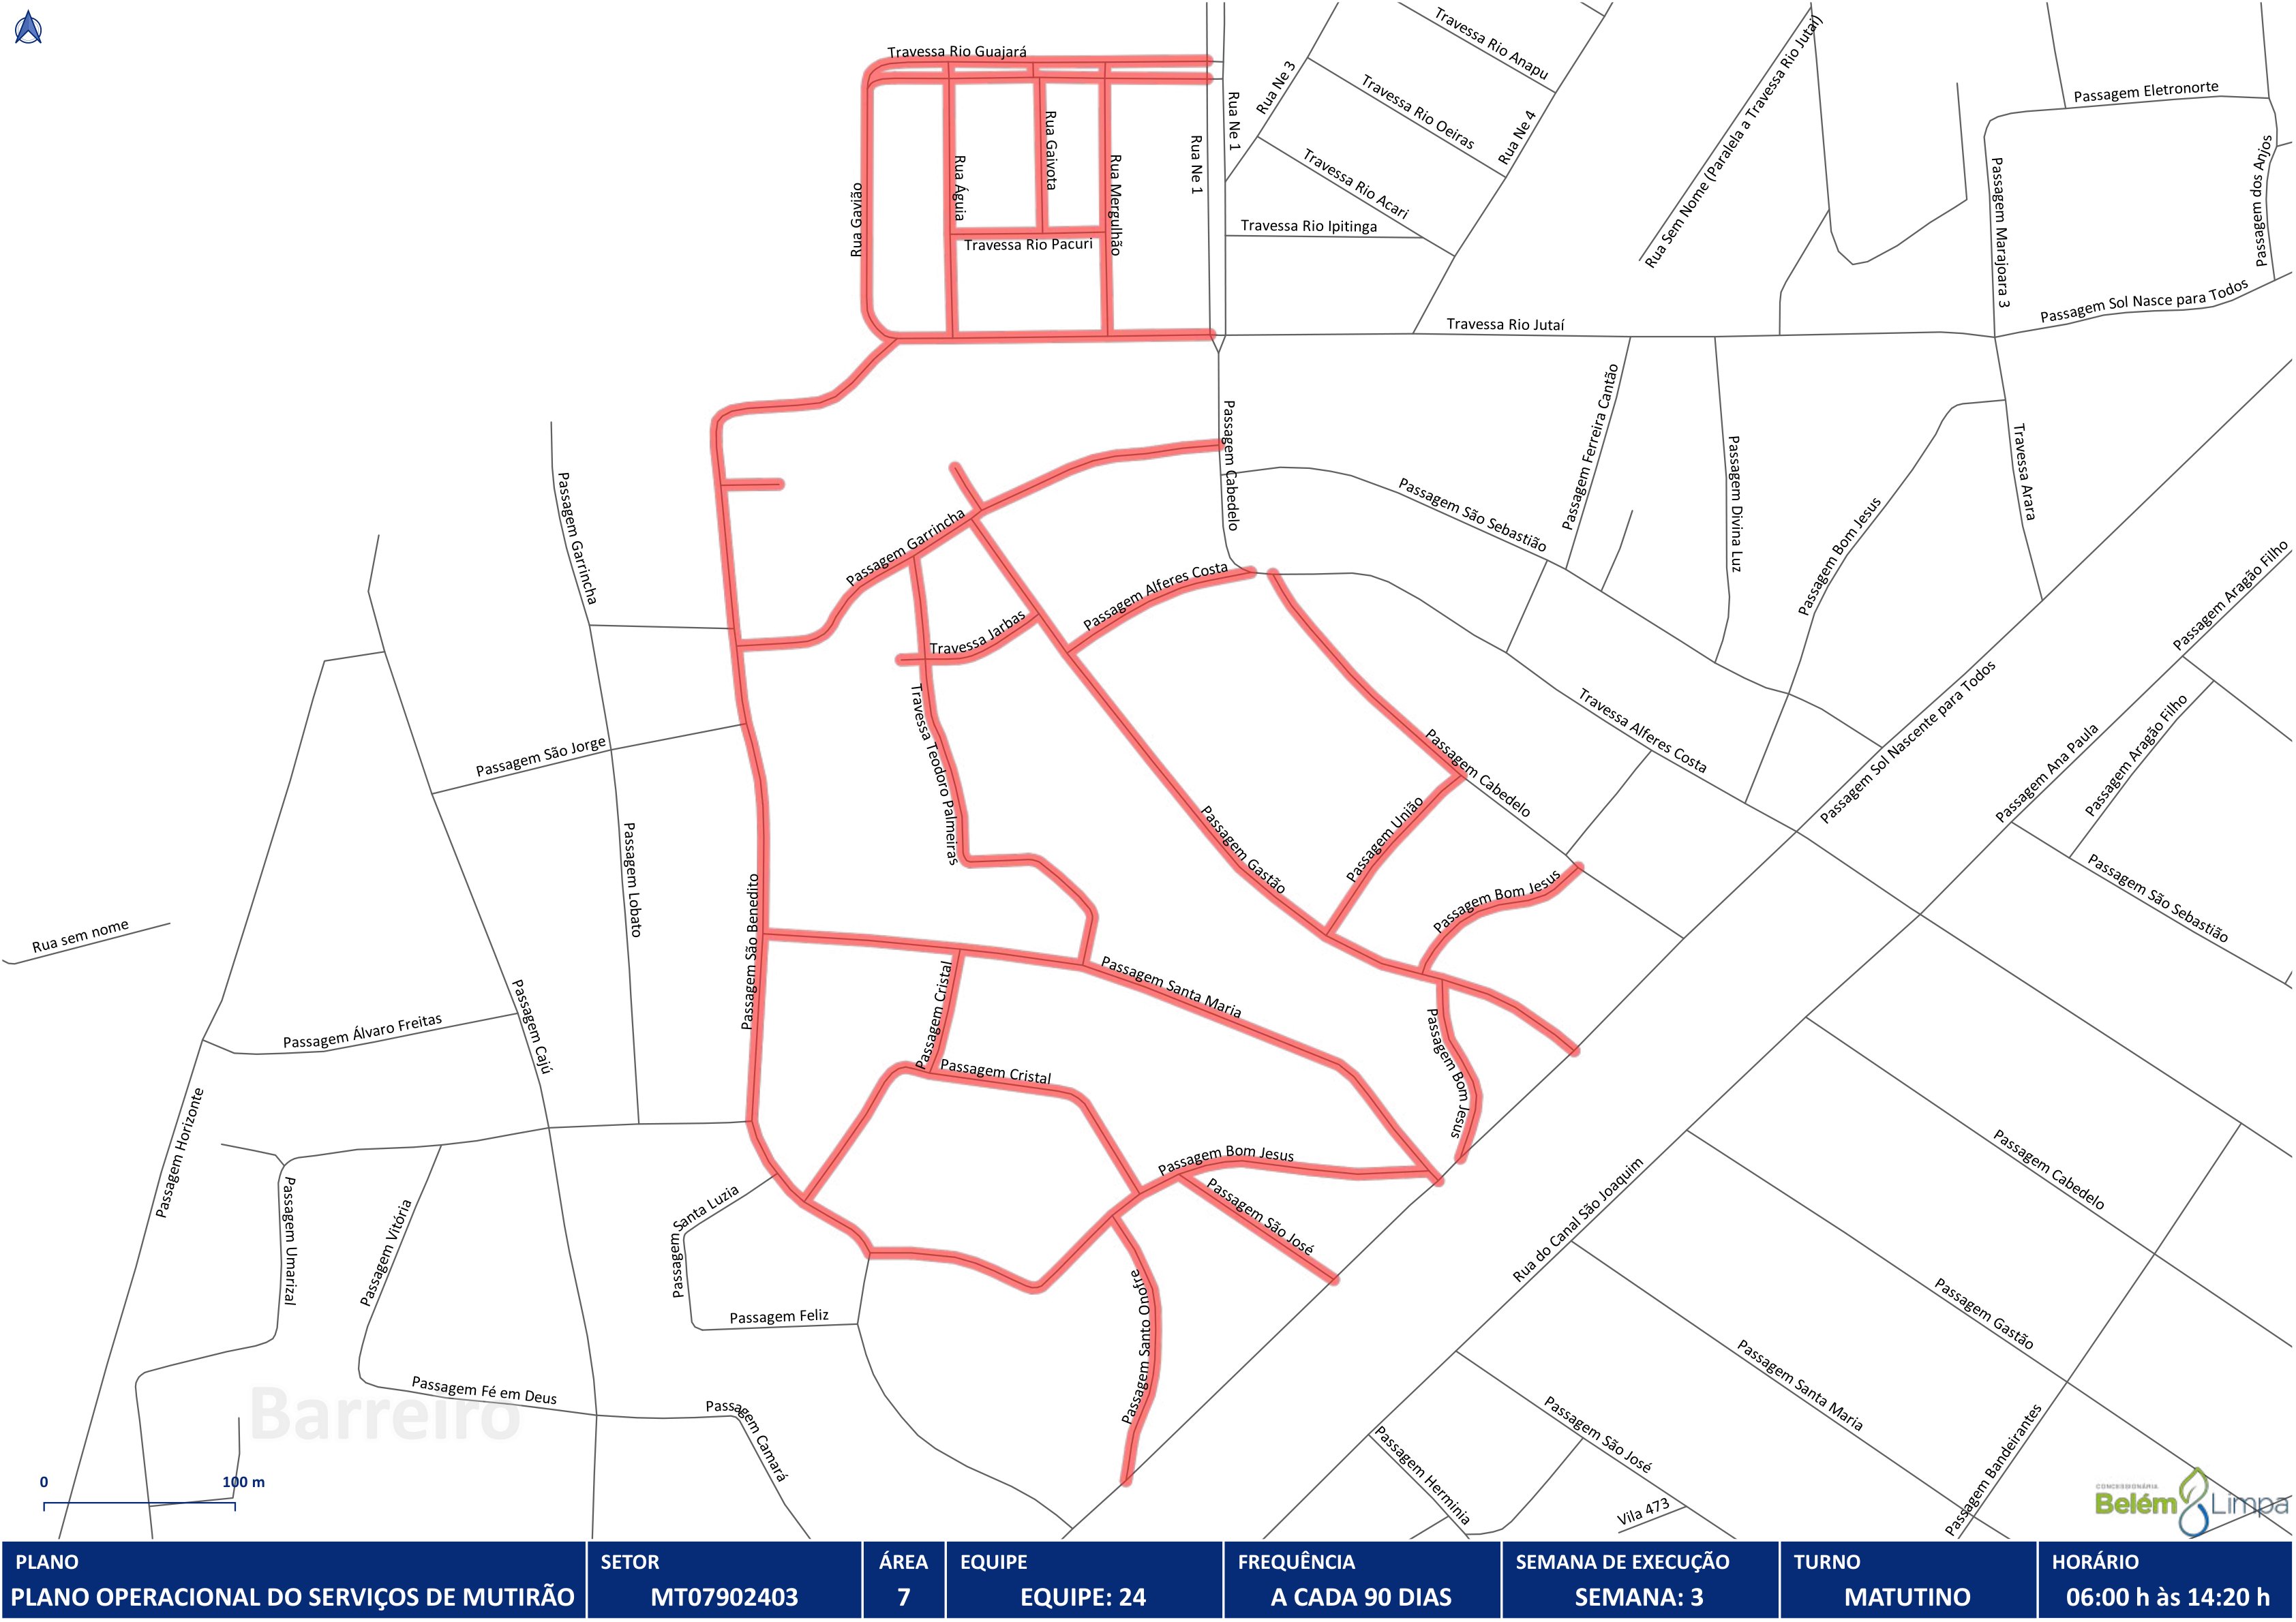 Travessa Rio Guajará
Rua Gavião
Rua Águia
Rua Gaivota
Rua Mergulhão
Travessa Rio Pacuri
Rua Ne 1
Rua Ne 1
Rua Ne 3
Travessa Rio Anapu
Travessa Rio Oeiras
Rua Ne 4
Travessa Rio Acari
Travessa Rio Ipitinga
Rua Sem Nome (Paralela a Travessa Rio Jutaí)
Passagem Eletronorte
Passagem dos Anjos
Passagem Marajoara 3
Passagem Sol Nasce para Todos
Travessa Rio Jutaí
Passagem Ferreira Cantão
Passagem Divina Luz
Passagem Bom Jesus
Travessa Arara
Passagem Cabedelo
Passagem São Sebastião
Passagem Garrincha
Passagem Garrincha
Passagem Alferes Costa
Travessa Jarbas
Travessa Teodoro Palmeiras
Passagem São Jorge
Passagem Lobato
Passagem Aragão Filho
Passagem Aragão Filho
Travessa Alferes Costa
Passagem Sol Nascente para Todos
Passagem Ana Paula
Passagem Cabedelo
Passagem União
Passagem Gastão
Passagem Bom Jesus
Passagem São Sebastião
Rua sem nome
Passagem São Benedito
Passagem Santa Maria
Passagem Cristal
Passagem Cristal
Passagem Cajú
Passagem Álvaro Freitas
Passagem Bom Jesus
Passagem Horizonte
Passagem Umarizal
Passagem Vitória
Passagem Santa Luzia
Passagem Bom Jesus
Passagem São José
Rua do Canal São Joaquim
Passagem Cabedelo
Passagem Feliz
Passagem Santo Onofre
Passagem Gastão
Passagem Santa Maria
Passagem Fé em Deus
Barreiro
Passagem Camará
Passagem São José
Passagem Herminia
Vila 473
Passagem Bandeirantes
0 100 m
CONCESSIONÁRIA
Belém Limpa
PLANO
PLANO OPERACIONAL DO SERVIÇOS DE MUTIRÃO
SETOR
MT07902403
ÁREA
7
EQUIPE
EQUIPE: 24
FREQUÊNCIA
A CADA 90 DIAS
SEMANA DE EXECUÇÃO
SEMANA: 3
TURNO
MATUTINO
HORÁRIO
06:00 h às 14:20 h